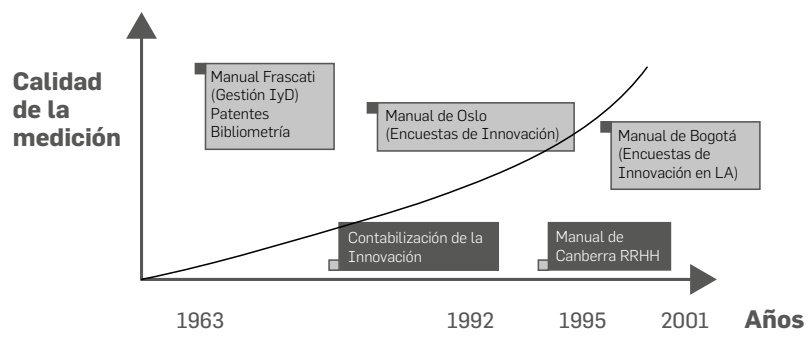 Calidad
de la
medición
Manual Frascati
(Gestión IyD)
Patentes
Bibliometría
Manual de Oslo
(Encuestas de Innovación)
Manual de Bogotá
(Encuestas de
Innovación en LA)
Contabilización de la
Innovación
Manual de
Canberra RRHH
1963
1992
1995
2001
Años